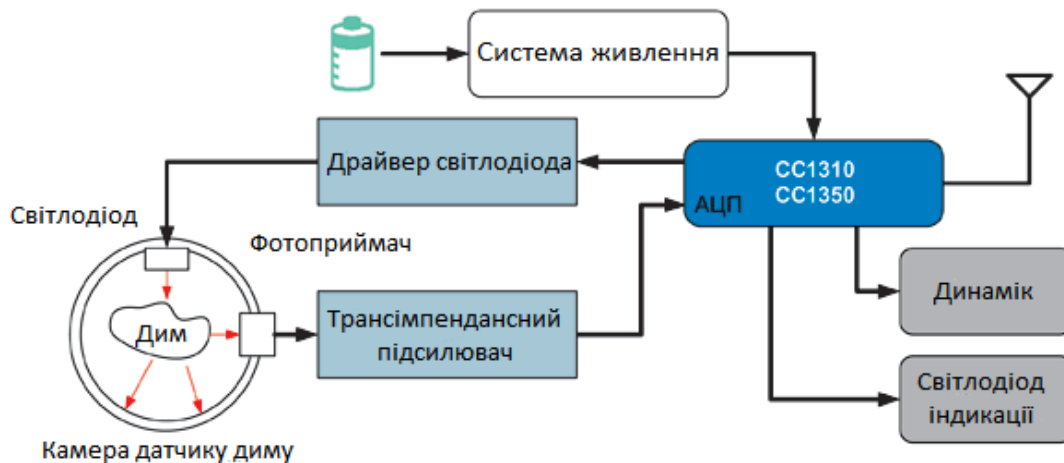 Система живлення
Драйвер світлодіода
CC1310
CC1350
АЦП
Світлодіод
Фотоприймач
Динамік
Дим
Трансімпендансний
підсилювач
Світлодіод
індикації
Камера датчику диму